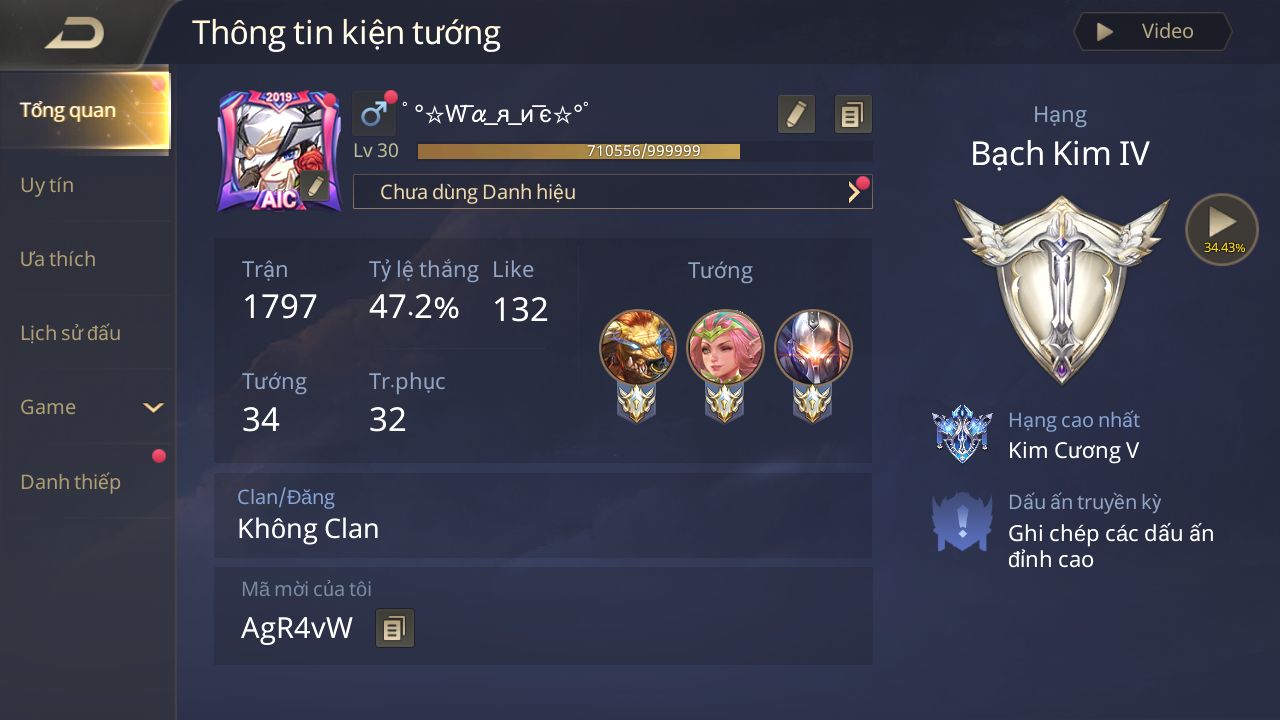 Thông tin kiện tướng
Video
Tổng quan
Uy tín
Ưa thích
Lịch sử đấu
Game
Danh thiếp
2019
AIC
° °☆W͞α_я_и͞є☆°°
Lv 30
710556/999999
Chưa dùng Danh hiệu
Trận
1797
Tỷ lệ thắng
47.2%
Like
132
Tướng
34
Tr.phục
32
Tướng
Clan/Đăng
Không Clan
Mã mời của tôi
AgR4vW
Hạng
Bạch Kim IV
34.43%
Hạng cao nhất
Kim Cương V
Dấu ấn truyền kỳ
Ghi chép các dấu ấn
đỉnh cao